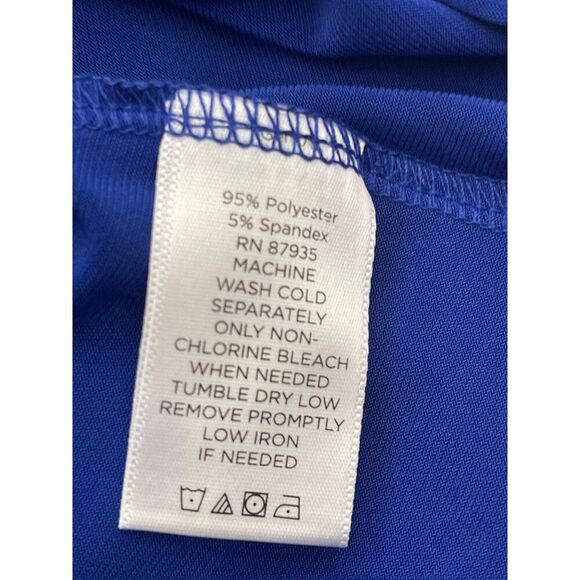 95% Polyester
5% Spandex
RN 87935
MACHINE
WASH COLD
SEPARATELY
ONLY NON-
CHLORINE BLEACH
WHEN NEEDED
TUMBLE DRY LOW
REMOVE PROMPTLY
LOW IRON
IF NEEDED